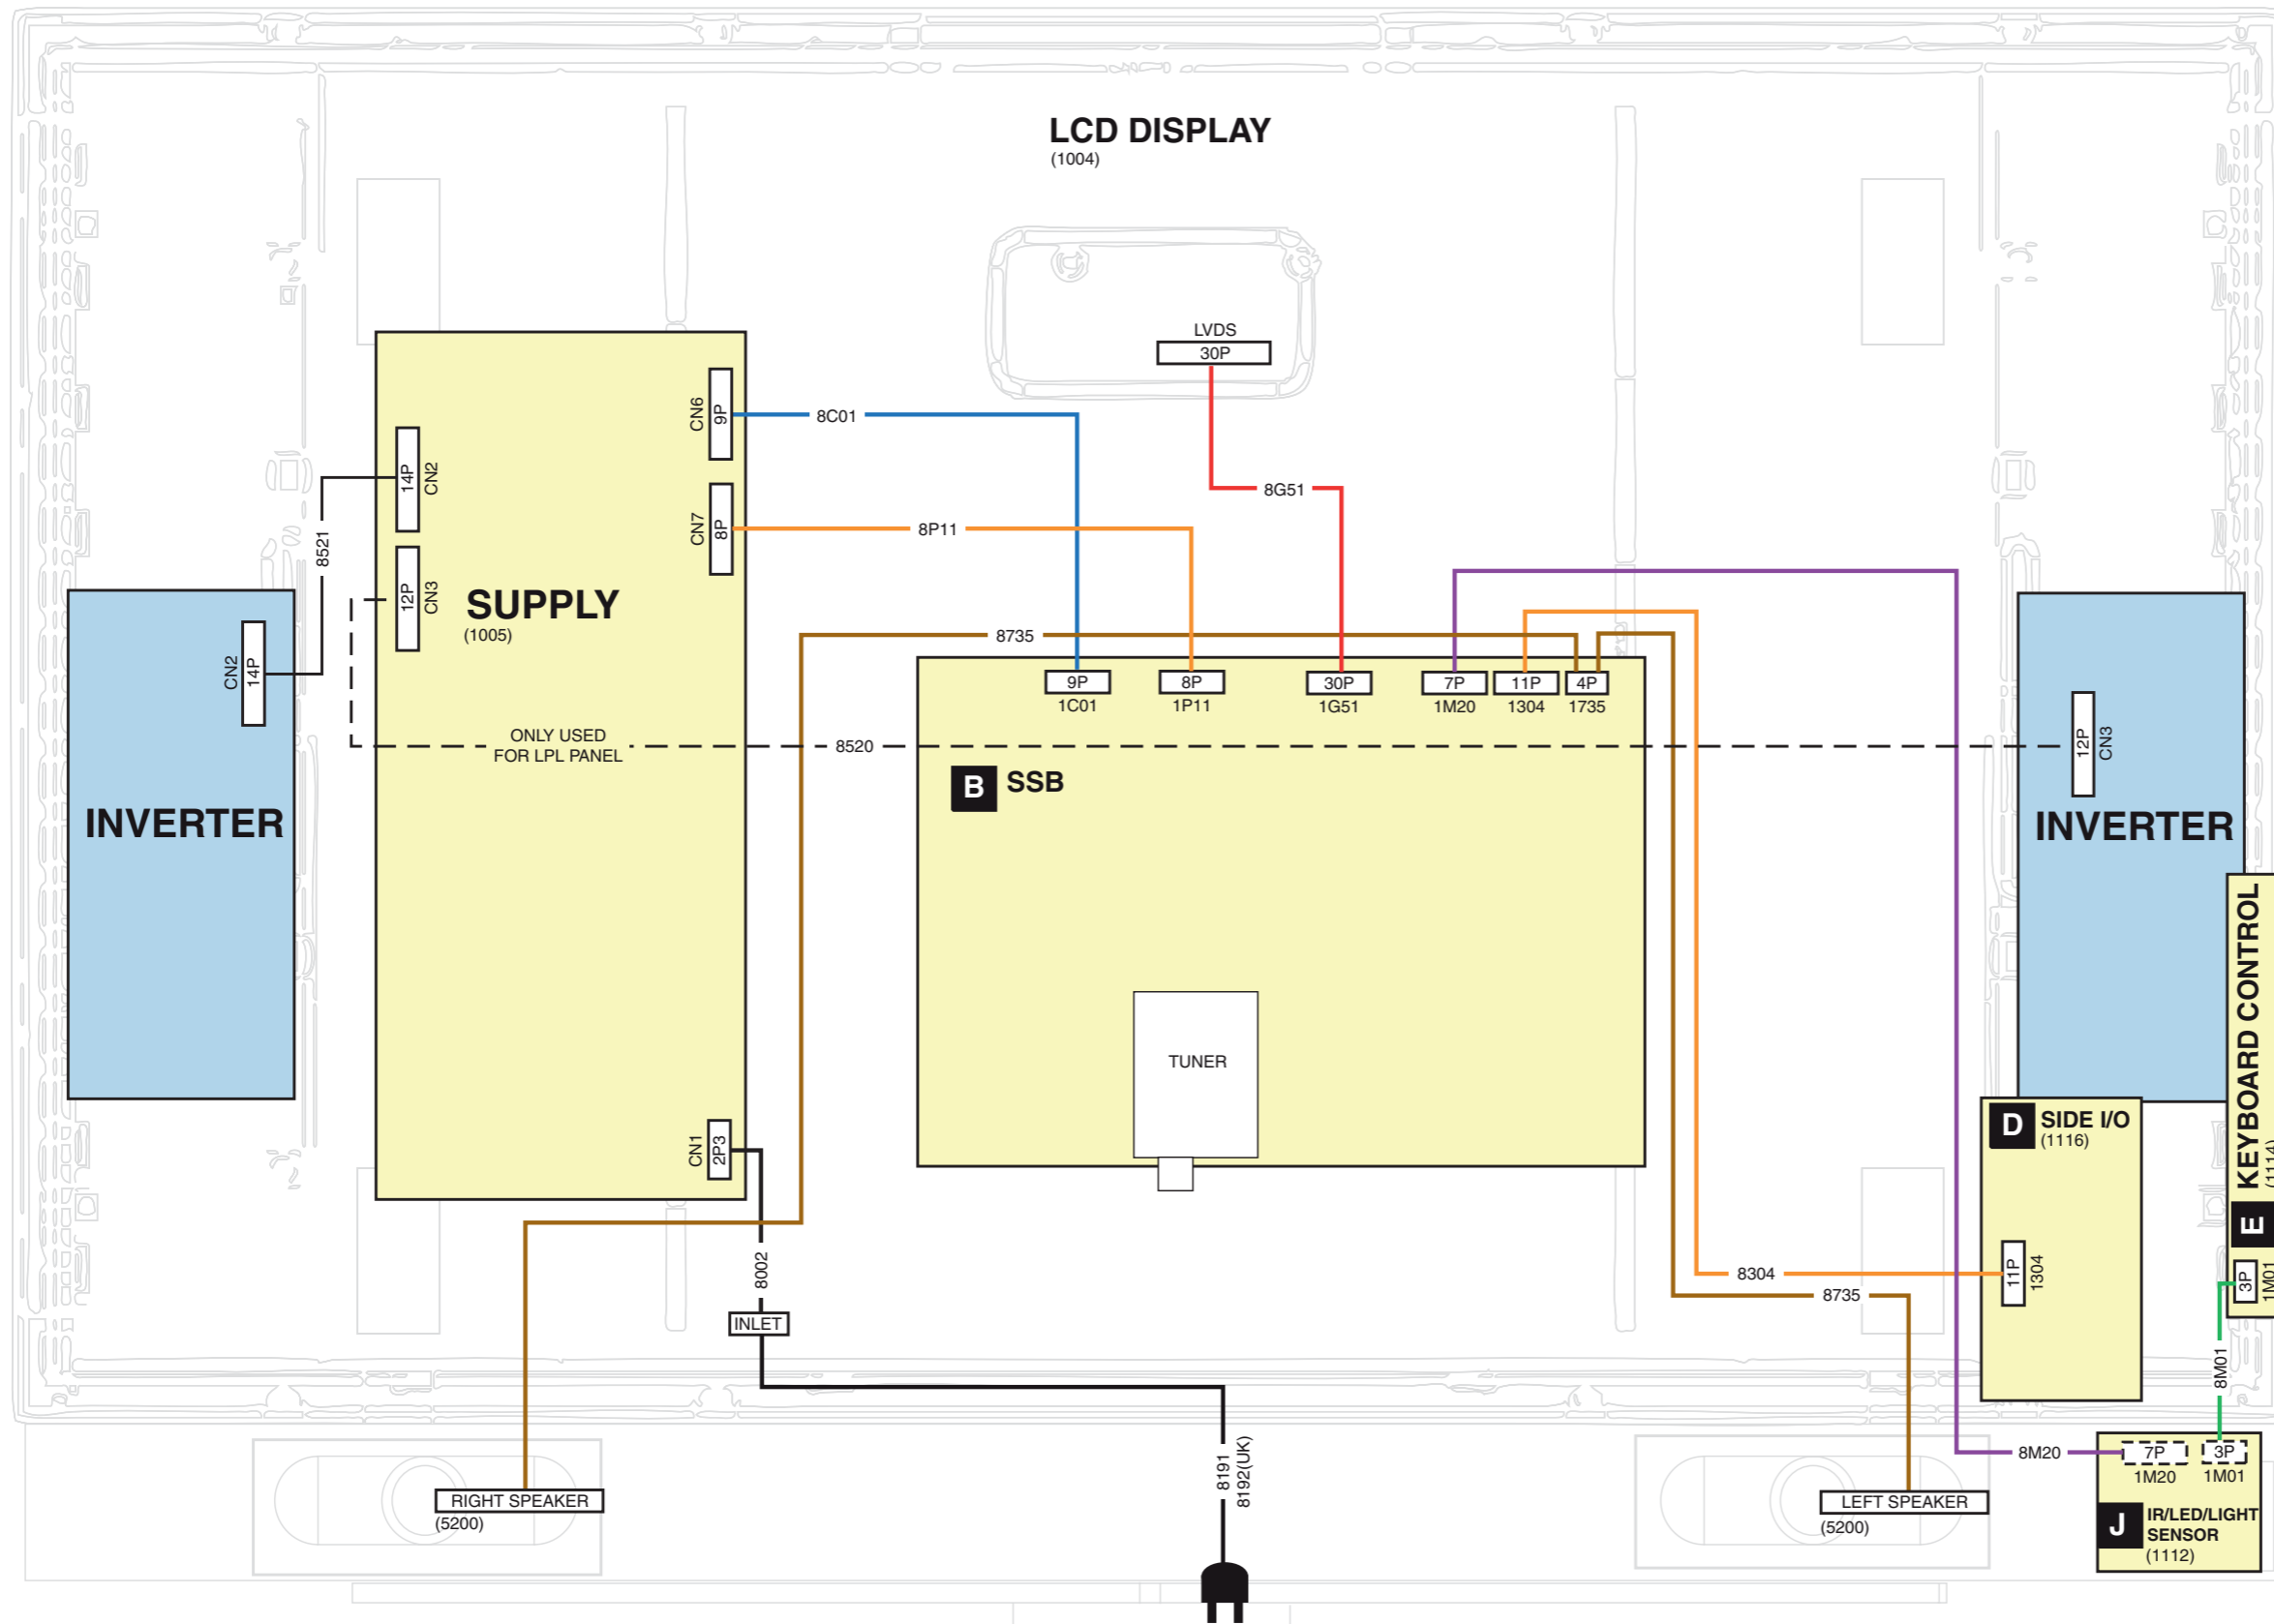 LCD DISPLAY
(1004)
LVDS
30P
CN6
9P
8C01
14P
CN2
8G51
CN7
8P
8P11
8521
12P
CN3
SUPPLY
(1005)
8735
CN2
14P
9P
8P
30P
7P
11P
4P
1C01
1P11
1G51
1M20
1304
1735
12P
CN3
ONLY USED
FOR LPL PANEL
8520
B
SSB
INVERTER
INVERTER
KEYBOARD CONTROL
(1114)
E
3P
1M01
TUNER
D
SIDE I/O
(1116)
CN1
2P3
8002
11P
1304
8304
8735
INLET
8M01
8191
8192(UK)
8M20
7P
3P
1M20
1M01
RIGHT SPEAKER
(5200)
LEFT SPEAKER
(5200)
J
IR/LED/LIGHT
SENSOR
(1112)